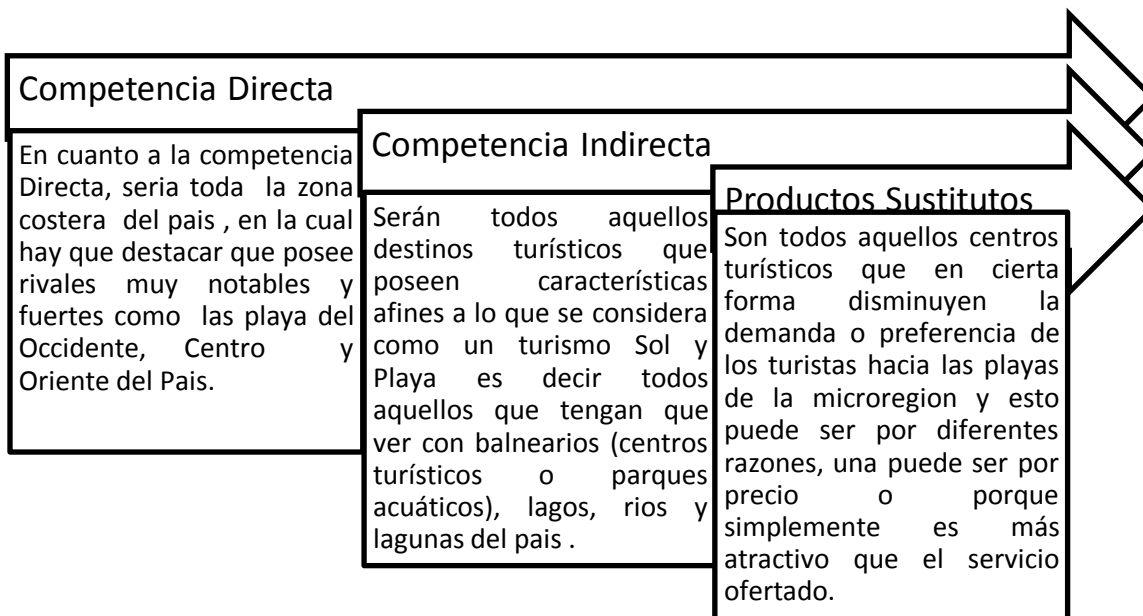 Competencia Directa
En cuanto a la competencia
Directa, seria toda la zona
costera del pais , en la cual
hay que destacar que posee
rivales muy notables y
fuertes como las playa del
Occidente, Centro y
Oriente del Pais.
Competencia Indirecta
Serán todos aquellos
destinos turísticos que
poseen características
afines a lo que se considera
como un turismo Sol y
Playa es decir todos
aquellos que tengan que
ver con balnearios (centros
turísticos o parques
acuáticos), lagos, rios y
lagunas del pais .
Productos Sustitutos
Son todos aquellos centros
turísticos que en cierta
forma disminuyen la
demanda o preferencia de
los turistas hacia las playas
de la microregion y esto
puede ser por diferentes
razones, una puede ser por
precio o porque
simplemente es más
atractivo que el servicio
ofertado.